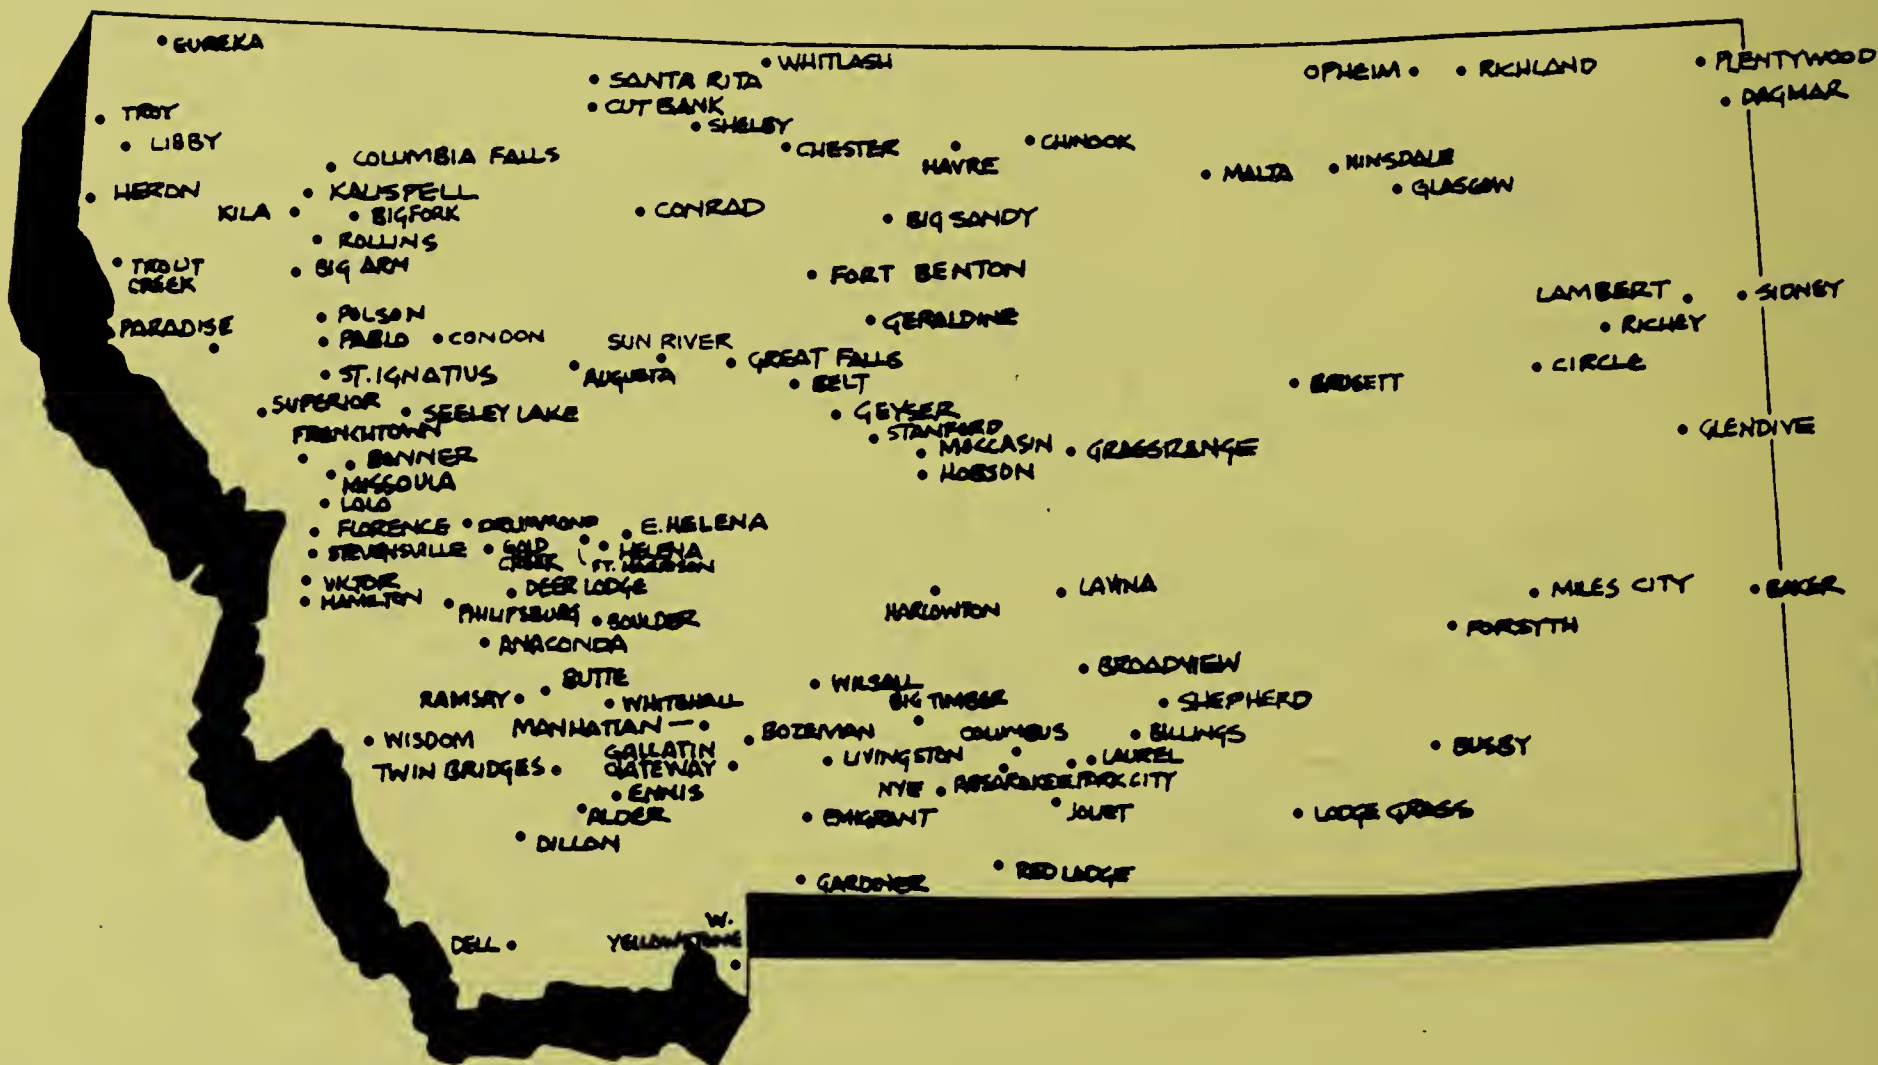 EUREKA
WHITLASH
SANTA RITA
CUT BANK
SHELBY
OPHEIM
RICHLAND
PLENTYWOOD
DAGMAR
TROY
LIBBY
COLUMBIA FALLS
CHESTER
HAVRE
CHINOOK
MALTA
HINSDALE
GLASGOW
HERON
KALISPELL
KILA
BIGFORK
CONRAD
BIG SANDY
ROLLINS
TROUT
CREEK
BIG ARM
FORT BENTON
LAMBERT
SIDNEY
PARADISE
POLSON
GERALDINE
RICHEY
PABLO
CONDON
SUN RIVER
GREAT FALLS
CIRCLE
ST. IGNATIUS
AUGUSTA
BELT
BRUSETT
SUPERIOR
SEELEY LAKE
GEYSER
FRENCHTOWN
STANFORD
GLENDIVE
MOCCASIN
GRASSRANGE
BONNER
HOBSON
MISSOULA
LOLO
FLORENCE
DRUMMOND
E. HELENA
STEVENSVILLE
GOLD
CREEK
HELENA
FT. HARRISON
VICTOR
DEER LODGE
HAMILTON
PHILIPSBURG
BOULDER
HARLOWTON
LAVINA
MILES CITY
BAKER
FORSYTH
ANACONDA
BROADVIEW
BUTTE
WILSALL
RAMSAY
WHITEHALL
BIG TIMBER
SHEPHERD
MANHATTAN
WISDOM
GALLATIN
GATEWAY
BOZEMAN
COLUMBUS
BILLINGS
BUSBY
TWIN BRIDGES
LIVINGSTON
LAUREL
ENNIS
NYE
ABSAROKEE
PARK CITY
ALDER
EMIGRANT
JOLIET
LODGE GRASS
DILLON
GARDINER
RED LODGE
DELL
W.
YELLOWSTONE